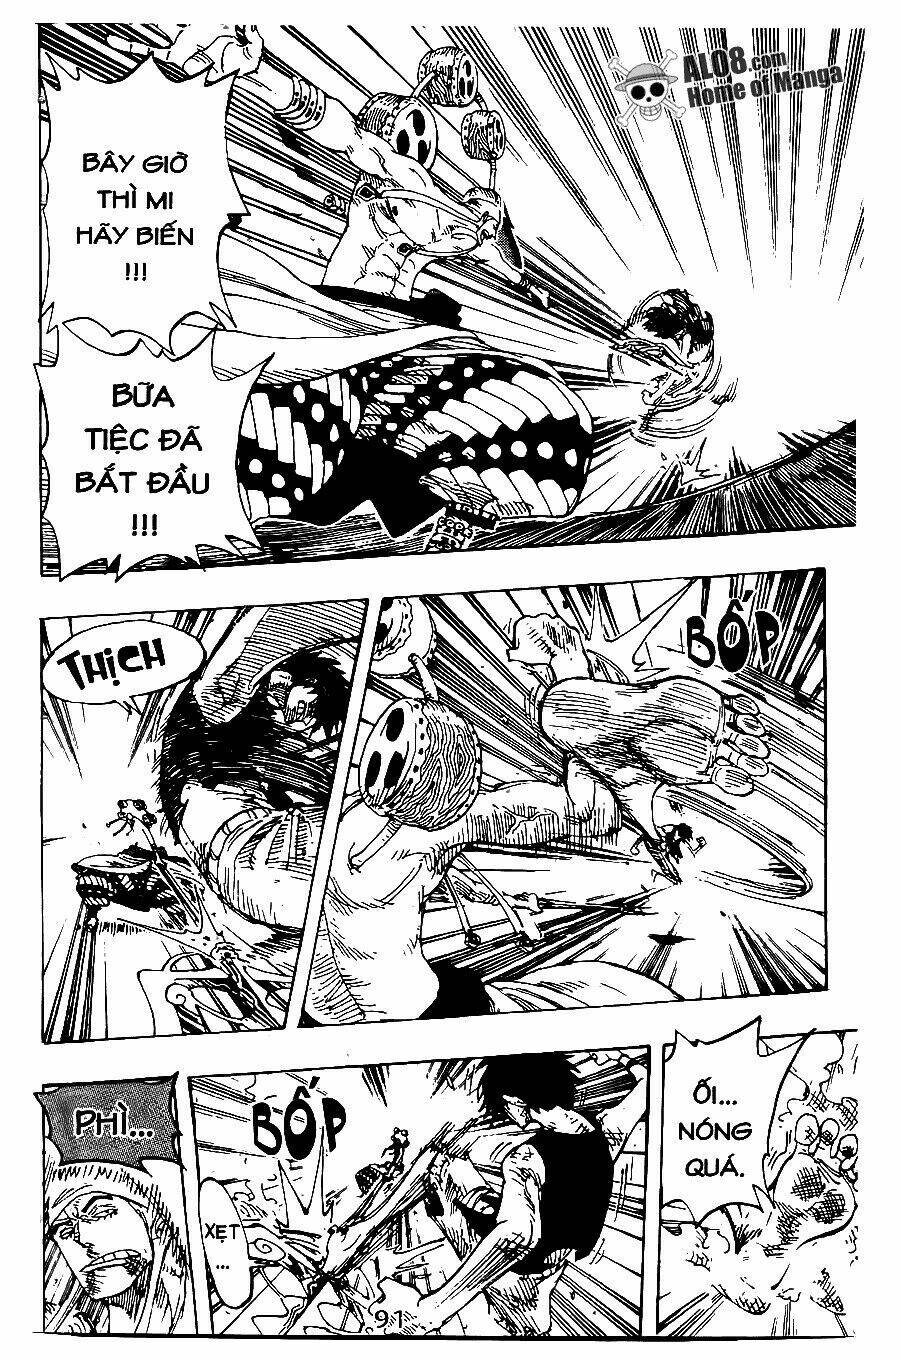 ALO8.com
Home of Manga
BÂY GIỜ
THÌ MI
HÃY BIẾN
!!!
BỮA
TIỆC ĐÃ
BẮT ĐẦU
!!!
THỊCH
BỐP
PHÌ...
BỐP
XẸT
...
ỐI...
NÓNG
QUÁ.
91